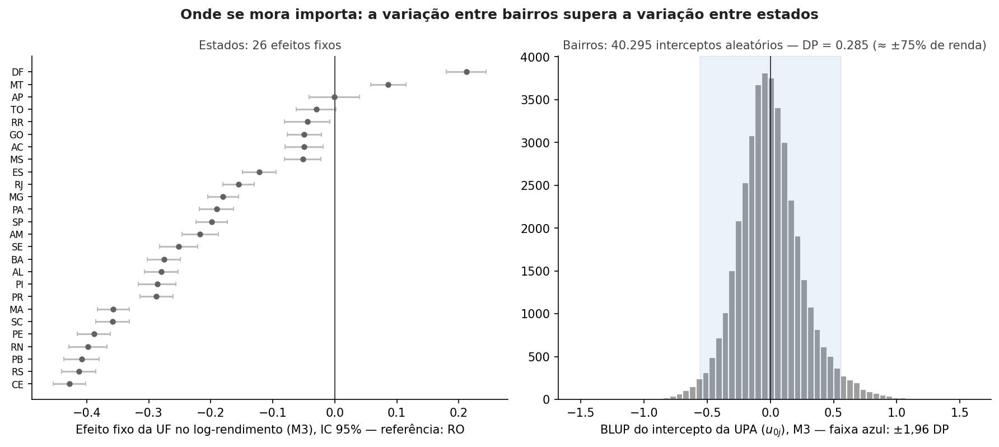 Onde se mora importa: a variação entre bairros supera a variação entre estados
Estados: 26 efeitos fixos
DF
MT
AP
TO
RR
GO
AC
MS
ES
RJ
MG
PA
SP
AM
SE
BA
AL
PI
PR
MA
SC
PE
RN
PB
RS
CE
−0.4 −0.3 −0.2 −0.1 0.0 0.1 0.2
Efeito fixo da UF no log-rendimento (M3), IC 95% — referência: RO
Bairros: 40.295 interceptos aleatórios — DP = 0.285 (≈ ±75% de renda)
4000
3500
3000
2500
2000
1500
1000
500
0
−1.5 −1.0 −0.5 0.0 0.5 1.0 1.5
BLUP do intercepto da UPA (u0j), M3 — faixa azul: ±1,96 DP